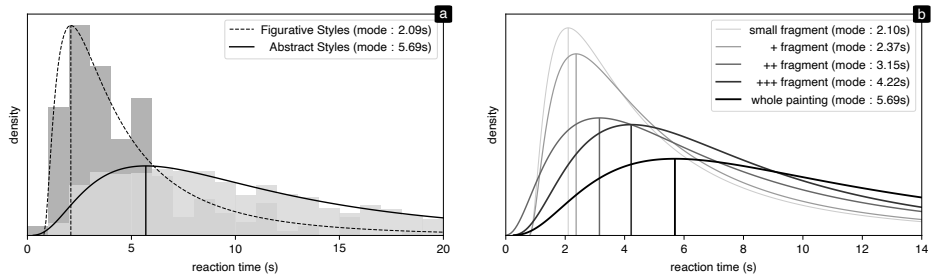 a
Figurative Styles (mode : 2.09s)
Abstract Styles (mode : 5.69s)
density
0 5 10 15 20
reaction time (s)
b
small fragment (mode : 2.10s)
+ fragment (mode : 2.37s)
++ fragment (mode : 3.15s)
+++ fragment (mode : 4.22s)
whole painting (mode : 5.69s)
density
0 2 4 6 8 10 12 14
reaction time (s)